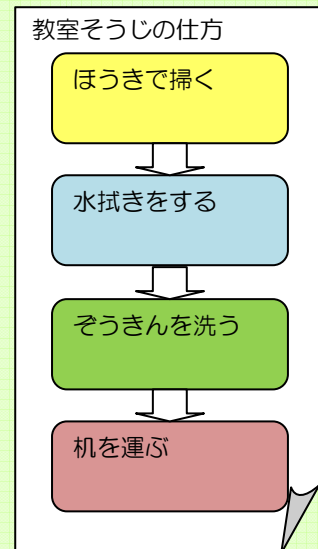 教室そうじの仕方
ほうきで掃く
水拭きをする
ぞうきんを洗う
机を運ぶ